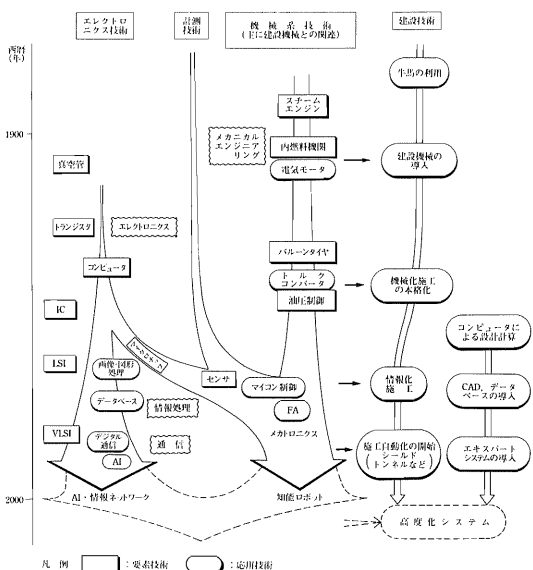 エレクトロ
ニクス技術
計測
技術
機械系技術
(主に建設機械との関連)
建設技術
西暦
(年)
牛馬の利用
スチーム
エンジン
1900
メカニカル
エンジニア
リング
内燃料機関
電気モータ
建設機械の
導入
真空管
トランジスタ
エレクトロニクス
バルーンタイヤ
コンピュータ
トルク
コンバータ
油圧制御
機械化施工
の本格化
IC
コンピュータに
よる設計計算
LSI
画像・図形
処理
センサ
マイコン制御
情報化
施工
CAD，データ
ベースの導入
データベース
情報処理
FA
メカトロニクス
VLSI
デジタル
通信
通信
AI
施工自動化の開始
(シールド
トンネルなど)
エキスパート
システムの導入
2000
AI・情報ネットワーク
知能ロボット
高度化システム
凡例
：要素技術
：応用技術